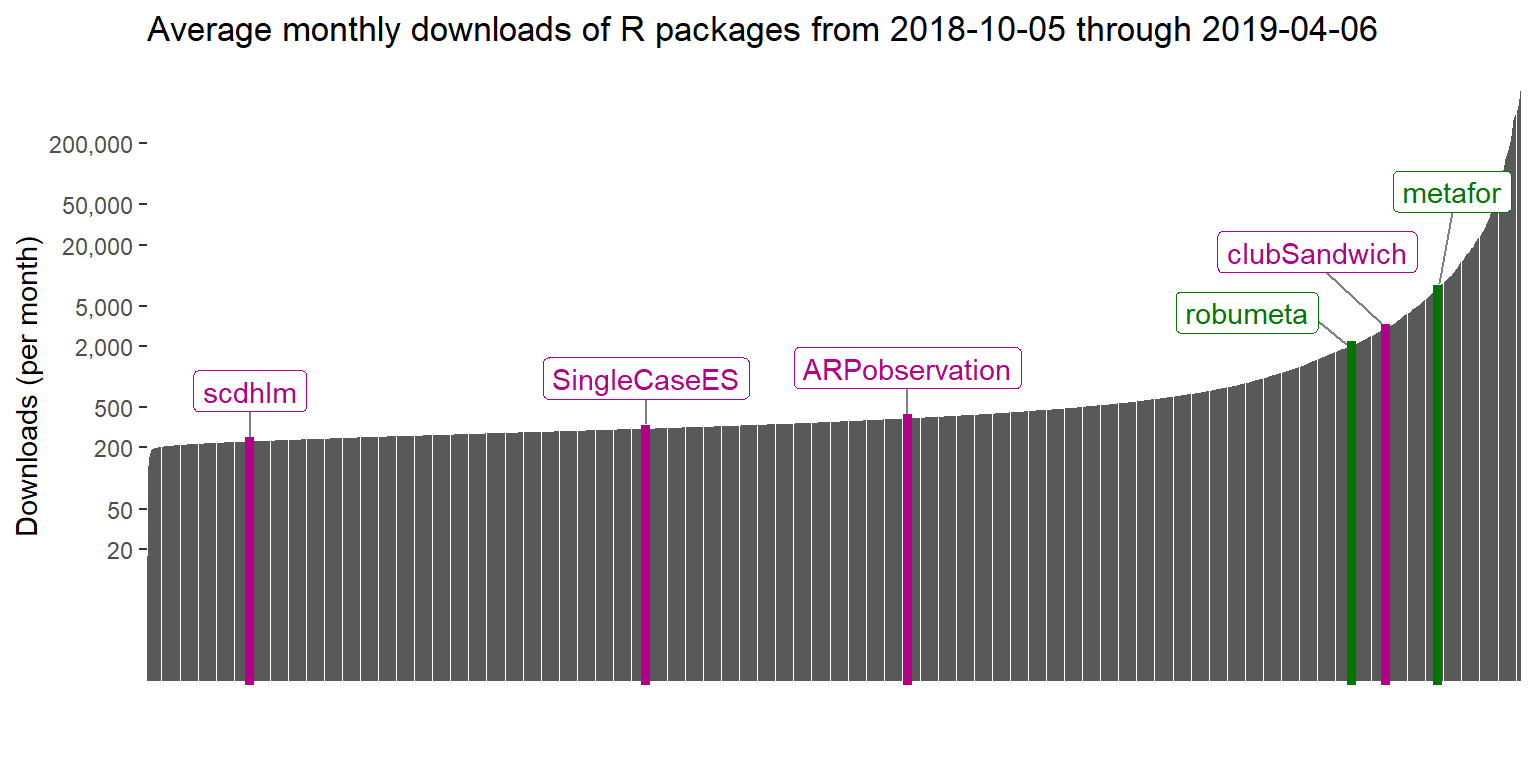 Average monthly downloads of R packages from 2018-10-05 through 2019-04-06
Downloads (per month)
200,000
50,000
20,000
5,000
2,000
500
200
50
20
scdhlm
SingleCaseES
ARPobservation
robumeta
clubSandwich
metafor